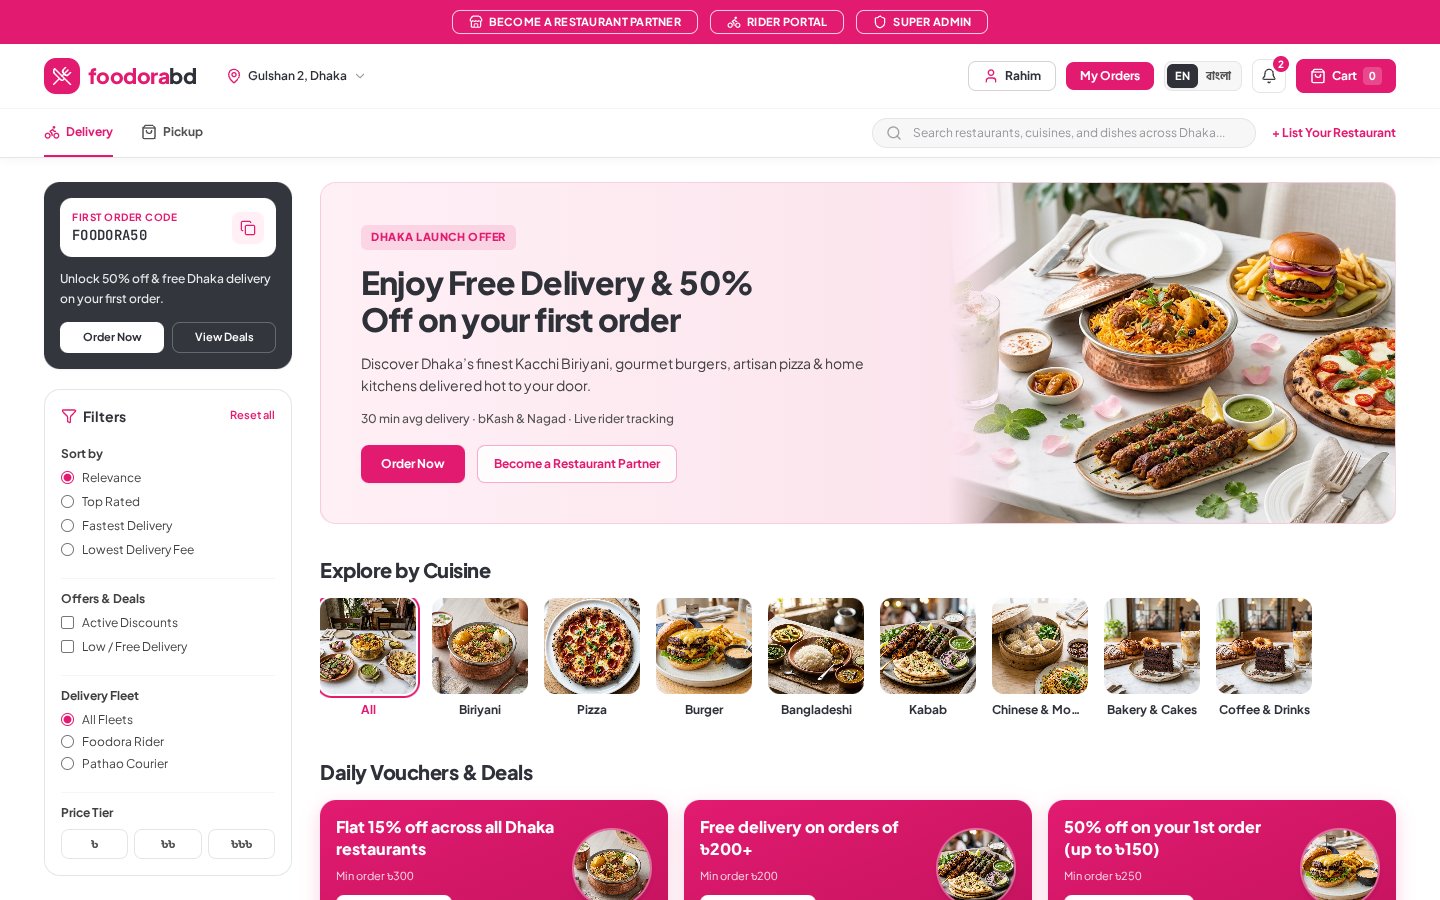 BECOME A RESTAURANT PARTNER
RIDER PORTAL
SUPER ADMIN
foodorabd
Gulshan 2, Dhaka
Rahim
My Orders
EN
বাংলা
2
Cart 0
Delivery
Pickup
Search restaurants, cuisines, and dishes across Dhaka...
+ List Your Restaurant
FIRST ORDER CODE
FOODORA50
Unlock 50% off & free Dhaka delivery
on your first order.
Order Now
View Deals
Filters
Reset all
Sort by
Relevance
Top Rated
Fastest Delivery
Lowest Delivery Fee
Offers & Deals
Active Discounts
Low / Free Delivery
Delivery Fleet
All Fleets
Foodora Rider
Pathao Courier
Price Tier
৳
৳৳
৳৳৳
DHAKA LAUNCH OFFER
Enjoy Free Delivery & 50%
Off on your first order
Discover Dhaka's finest Kacchi Biriyani, gourmet burgers, artisan pizza & home
kitchens delivered hot to your door.
30 min avg delivery · bKash & Nagad · Live rider tracking
Order Now
Become a Restaurant Partner
Explore by Cuisine
All
Biriyani
Pizza
Burger
Bangladeshi
Kabab
Chinese & Mo...
Bakery & Cakes
Coffee & Drinks
Daily Vouchers & Deals
Flat 15% off across all Dhaka
restaurants
Min order ৳300
Free delivery on orders of
৳200+
Min order ৳200
50% off on your 1st order
(up to ৳150)
Min order ৳250